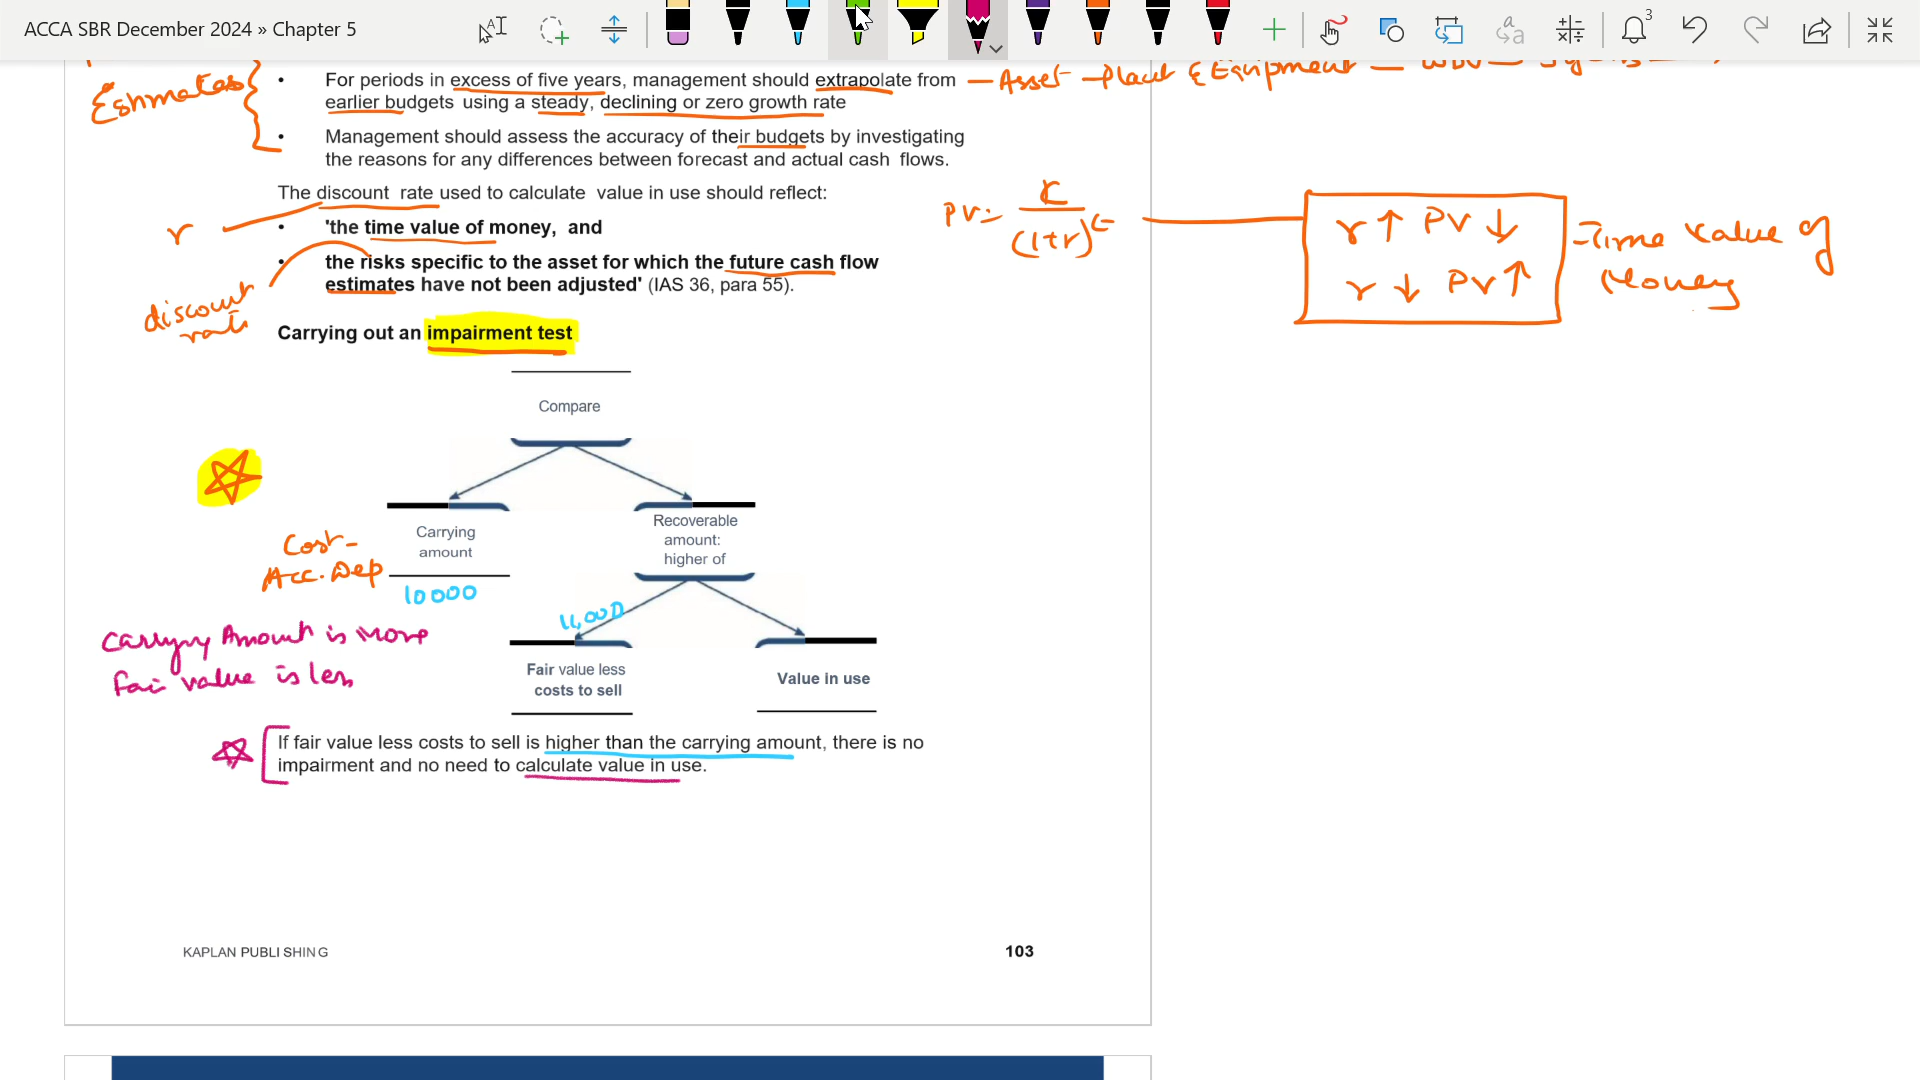 ACCA SBR December 2024 » Chapter 5
3
Estimates
• For periods in excess of five years, management should extrapolate from
earlier budgets using a steady, declining or zero growth rate
— Asset — Plant & Equipment —
• Management should assess the accuracy of their budgets by investigating
the reasons for any differences between forecast and actual cash flows.
The discount rate used to calculate value in use should reflect:
r
• 'the time value of money, and
• the risks specific to the asset for which the future cash flow
estimates have not been adjusted' (IAS 36, para 55).
discount
rate
PV=
(1+r)
r ↑ PV ↓
r ↓ PV ↑
-Time Value of
Money
Carrying out an impairment test
Compare
Carrying
amount
Recoverable
amount:
higher of
Cost-
Acc. Dep
10000
11,000
Carryng Amount is More
Fair value is less
Fair value less
costs to sell
Value in use
If fair value less costs to sell is higher than the carrying amount, there is no
impairment and no need to calculate value in use.
KAPLAN PUBLISHING
103